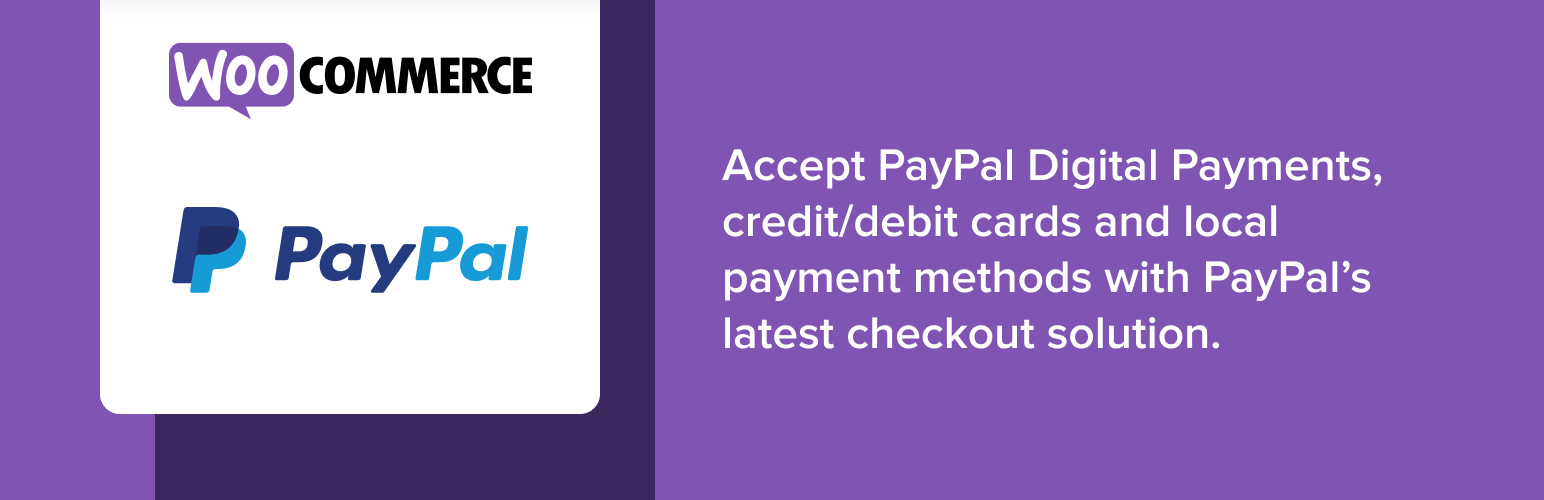 WOO COMMERCE
PayPal
Accept PayPal Digital Payments,
credit/debit cards and local
payment methods with PayPal’s
latest checkout solution.